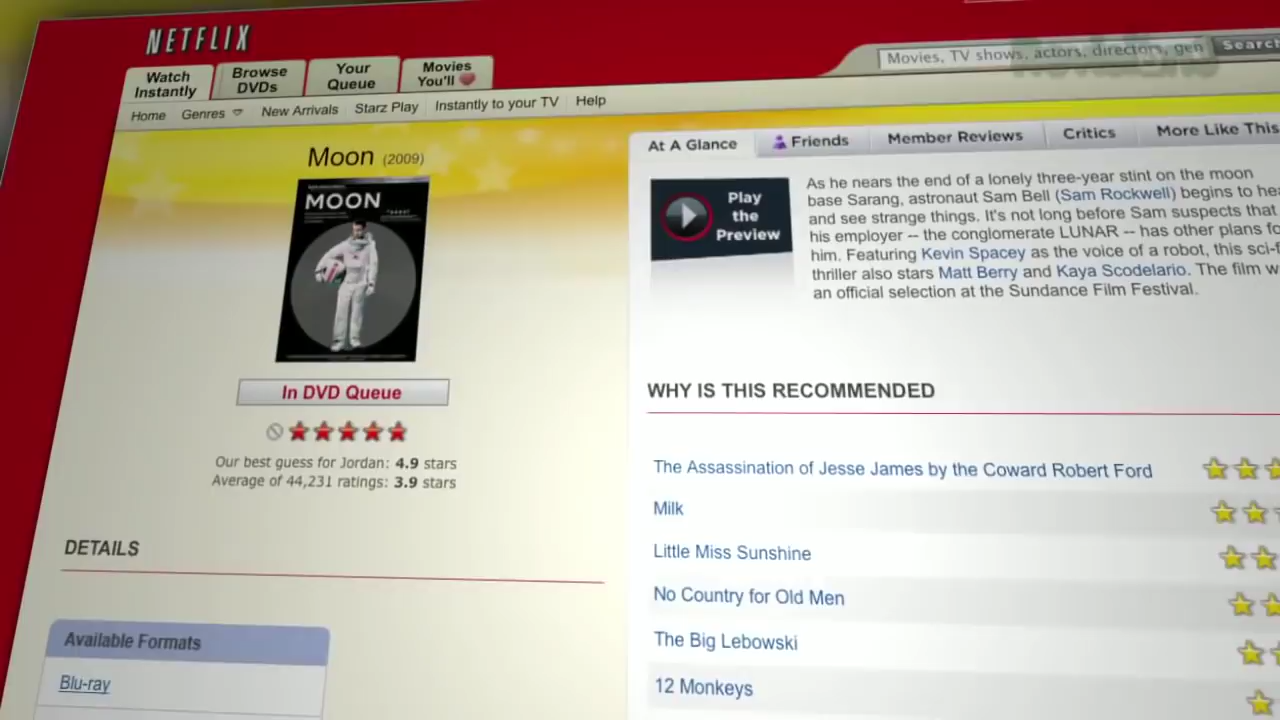 NETFLIX
Movies, TV shows, actors, directors, gen
Search
Watch Instantly
Browse DVDs
Your Queue
Movies You'll
Home
Genres
New Arrivals
Starz Play
Instantly to your TV
Help
Moon (2009)
MOON
In DVD Queue
Our best guess for Jordan: 4.9 stars
Average of 44,231 ratings: 3.9 stars
DETAILS
Available Formats
Blu-ray
At A Glance
Friends
Member Reviews
Critics
More Like This
Play
the
Preview
As he nears the end of a lonely three-year stint on the moon
base Sarang, astronaut Sam Bell (Sam Rockwell) begins to hea
and see strange things. It's not long before Sam suspects that
his employer -- the conglomerate LUNAR -- has other plans fo
him. Featuring Kevin Spacey as the voice of a robot, this sci-f
thriller also stars Matt Berry and Kaya Scodelario. The film w
an official selection at the Sundance Film Festival.
WHY IS THIS RECOMMENDED
The Assassination of Jesse James by the Coward Robert Ford
Milk
Little Miss Sunshine
No Country for Old Men
The Big Lebowski
12 Monkeys